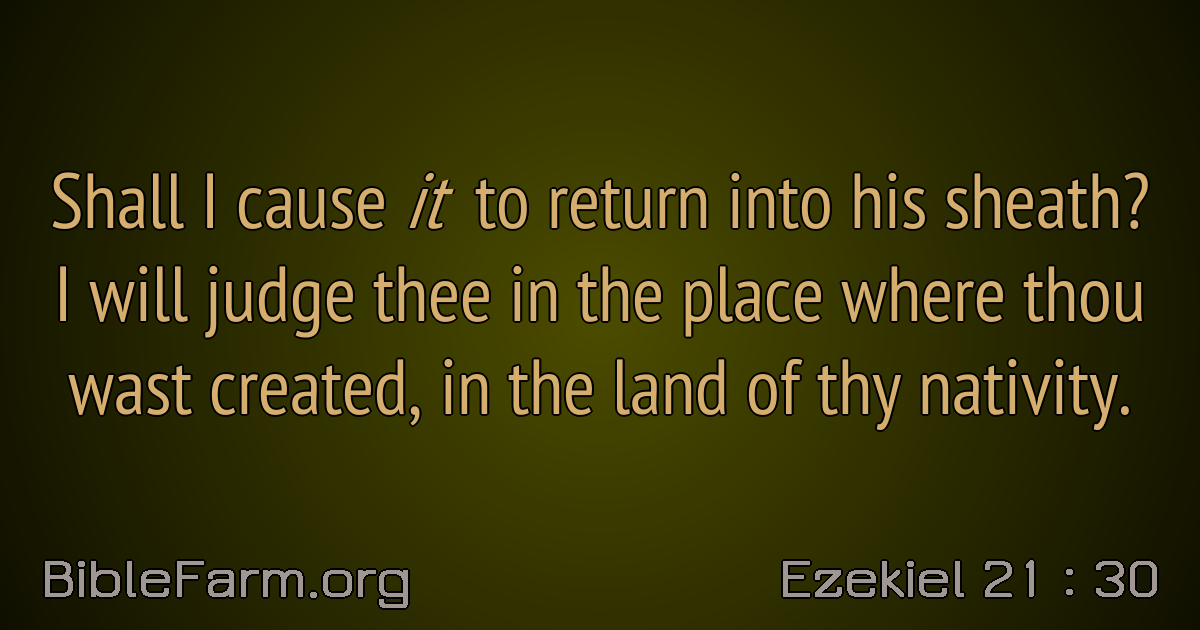 Shall I cause it to return into his sheath?
I will judge thee in the place where thou
wast created, in the land of thy nativity.
BibleFarm.org
Ezekiel 21 : 30